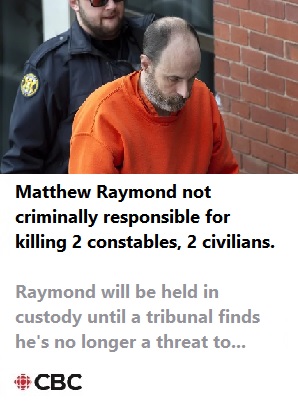 Matthew Raymond not
criminally responsible for
killing 2 constables, 2 civilians.
Raymond will be held in
custody until a tribunal finds
he's no longer a threat to...
CBC